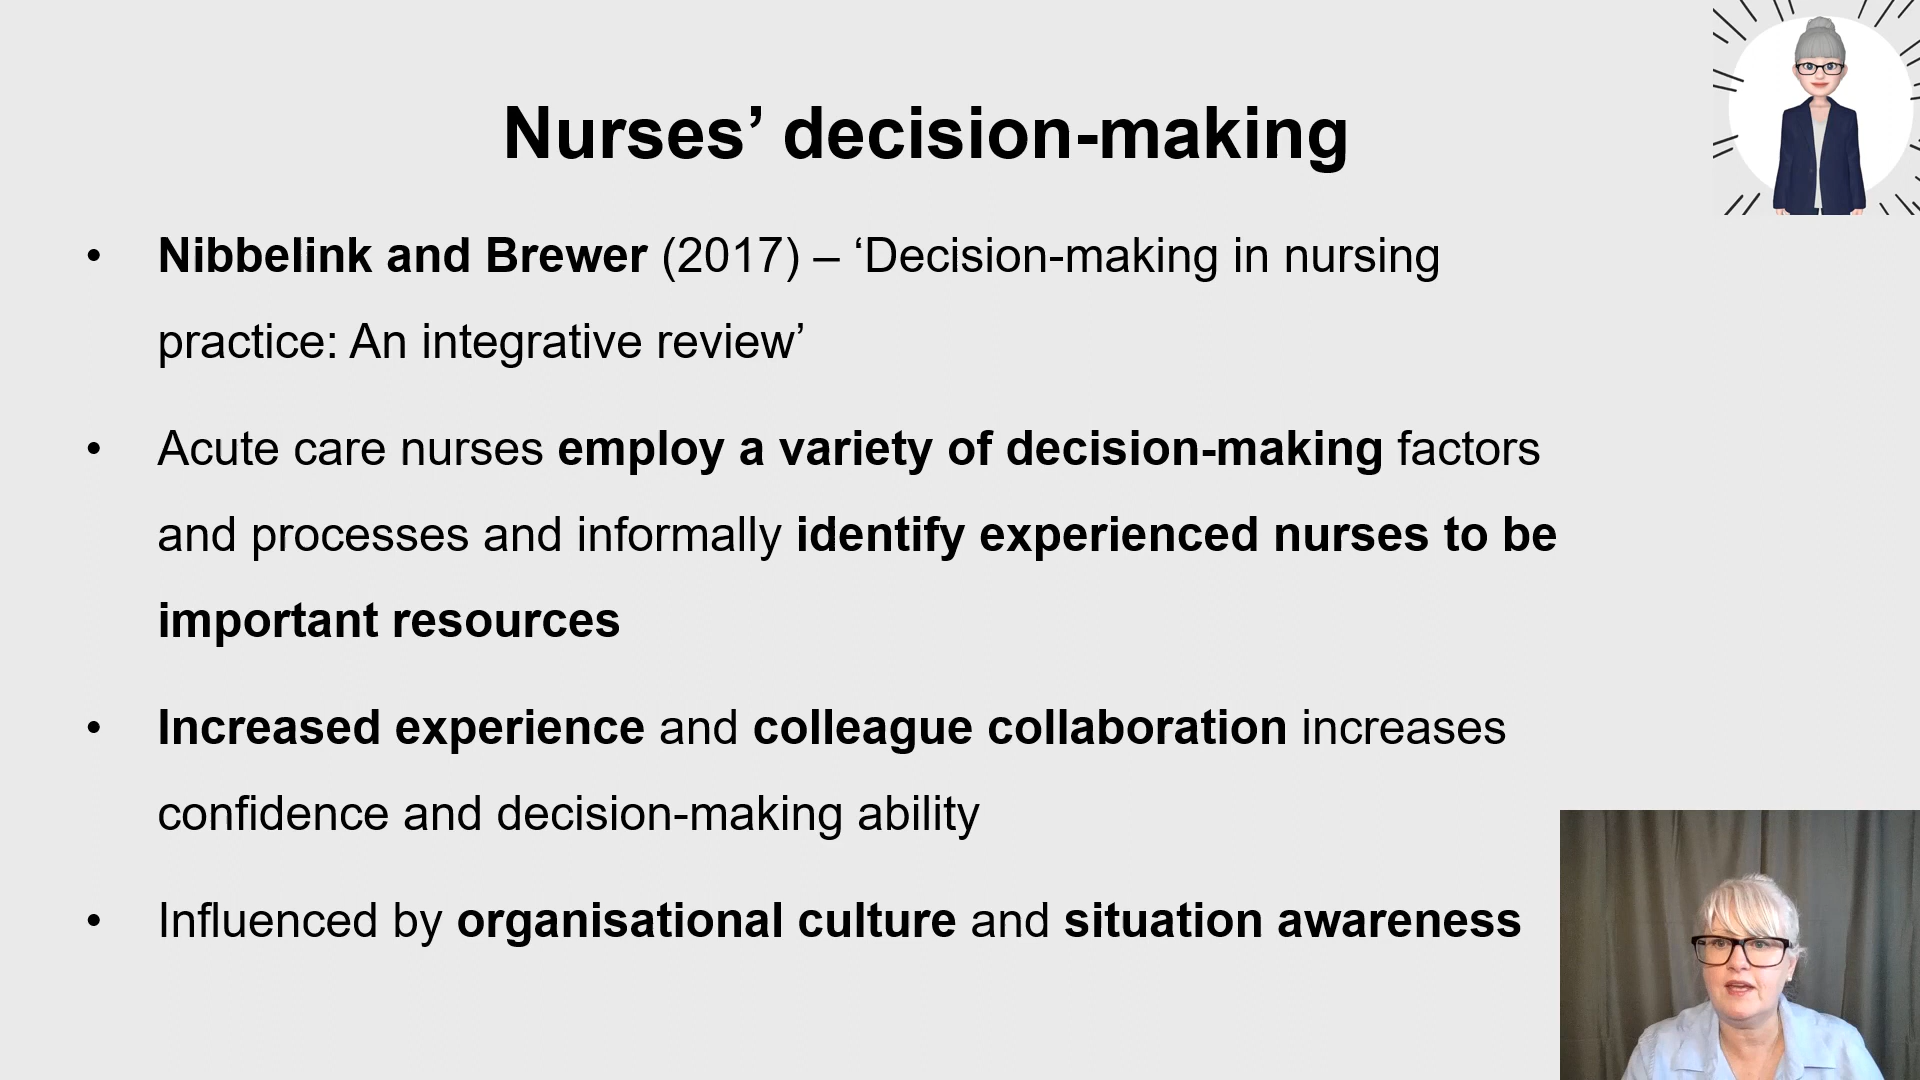 Nurses’ decision-making
• Nibbelink and Brewer (2017) – ‘Decision-making in nursing
practice: An integrative review’
• Acute care nurses employ a variety of decision-making factors
and processes and informally identify experienced nurses to be
important resources
• Increased experience and colleague collaboration increases
confidence and decision-making ability
• Influenced by organisational culture and situation awareness